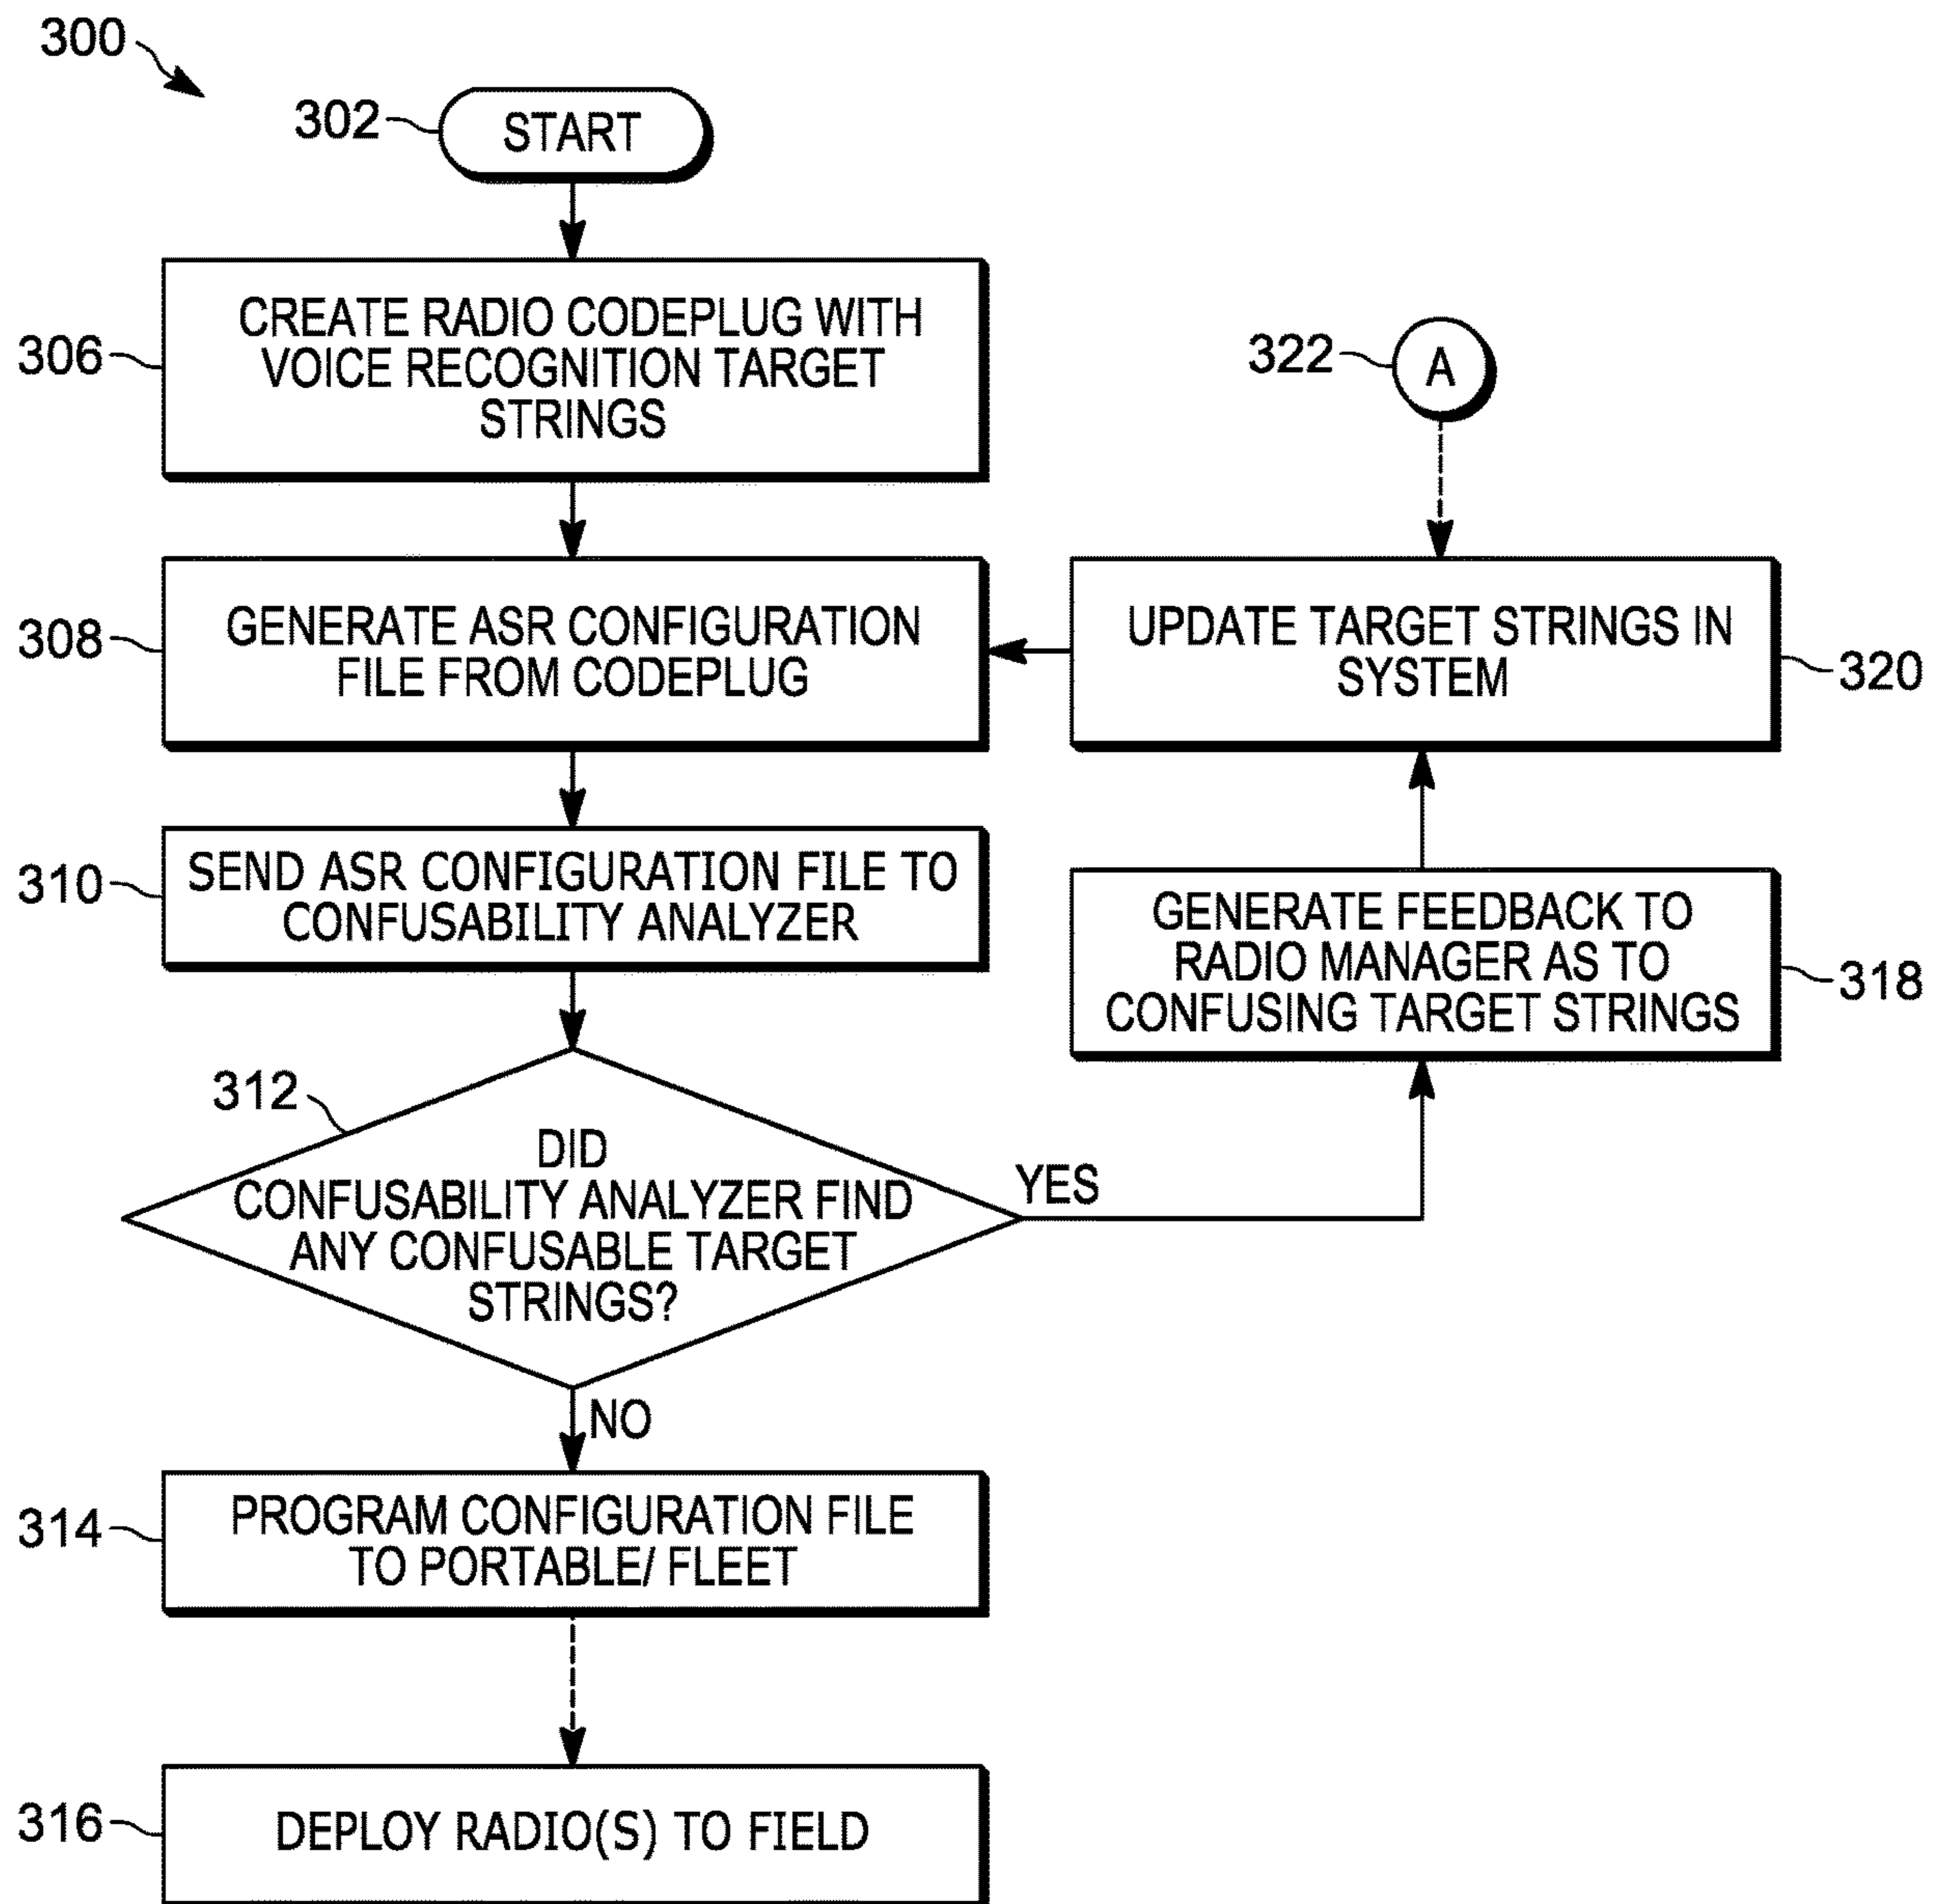 300
302
START
306
CREATE RADIO CODEPLUG WITH
VOICE RECOGNITION TARGET
STRINGS
322
A
308
GENERATE ASR CONFIGURATION
FILE FROM CODEPLUG
UPDATE TARGET STRINGS IN
SYSTEM
320
310
SEND ASR CONFIGURATION FILE TO
CONFUSABILITY ANALYZER
GENERATE FEEDBACK TO
RADIO MANAGER AS TO
CONFUSING TARGET STRINGS
318
312
DID
CONFUSABILITY ANALYZER FIND
ANY CONFUSABLE TARGET
STRINGS?
YES
NO
314
PROGRAM CONFIGURATION FILE
TO PORTABLE/ FLEET
316
DEPLOY RADIO(S) TO FIELD